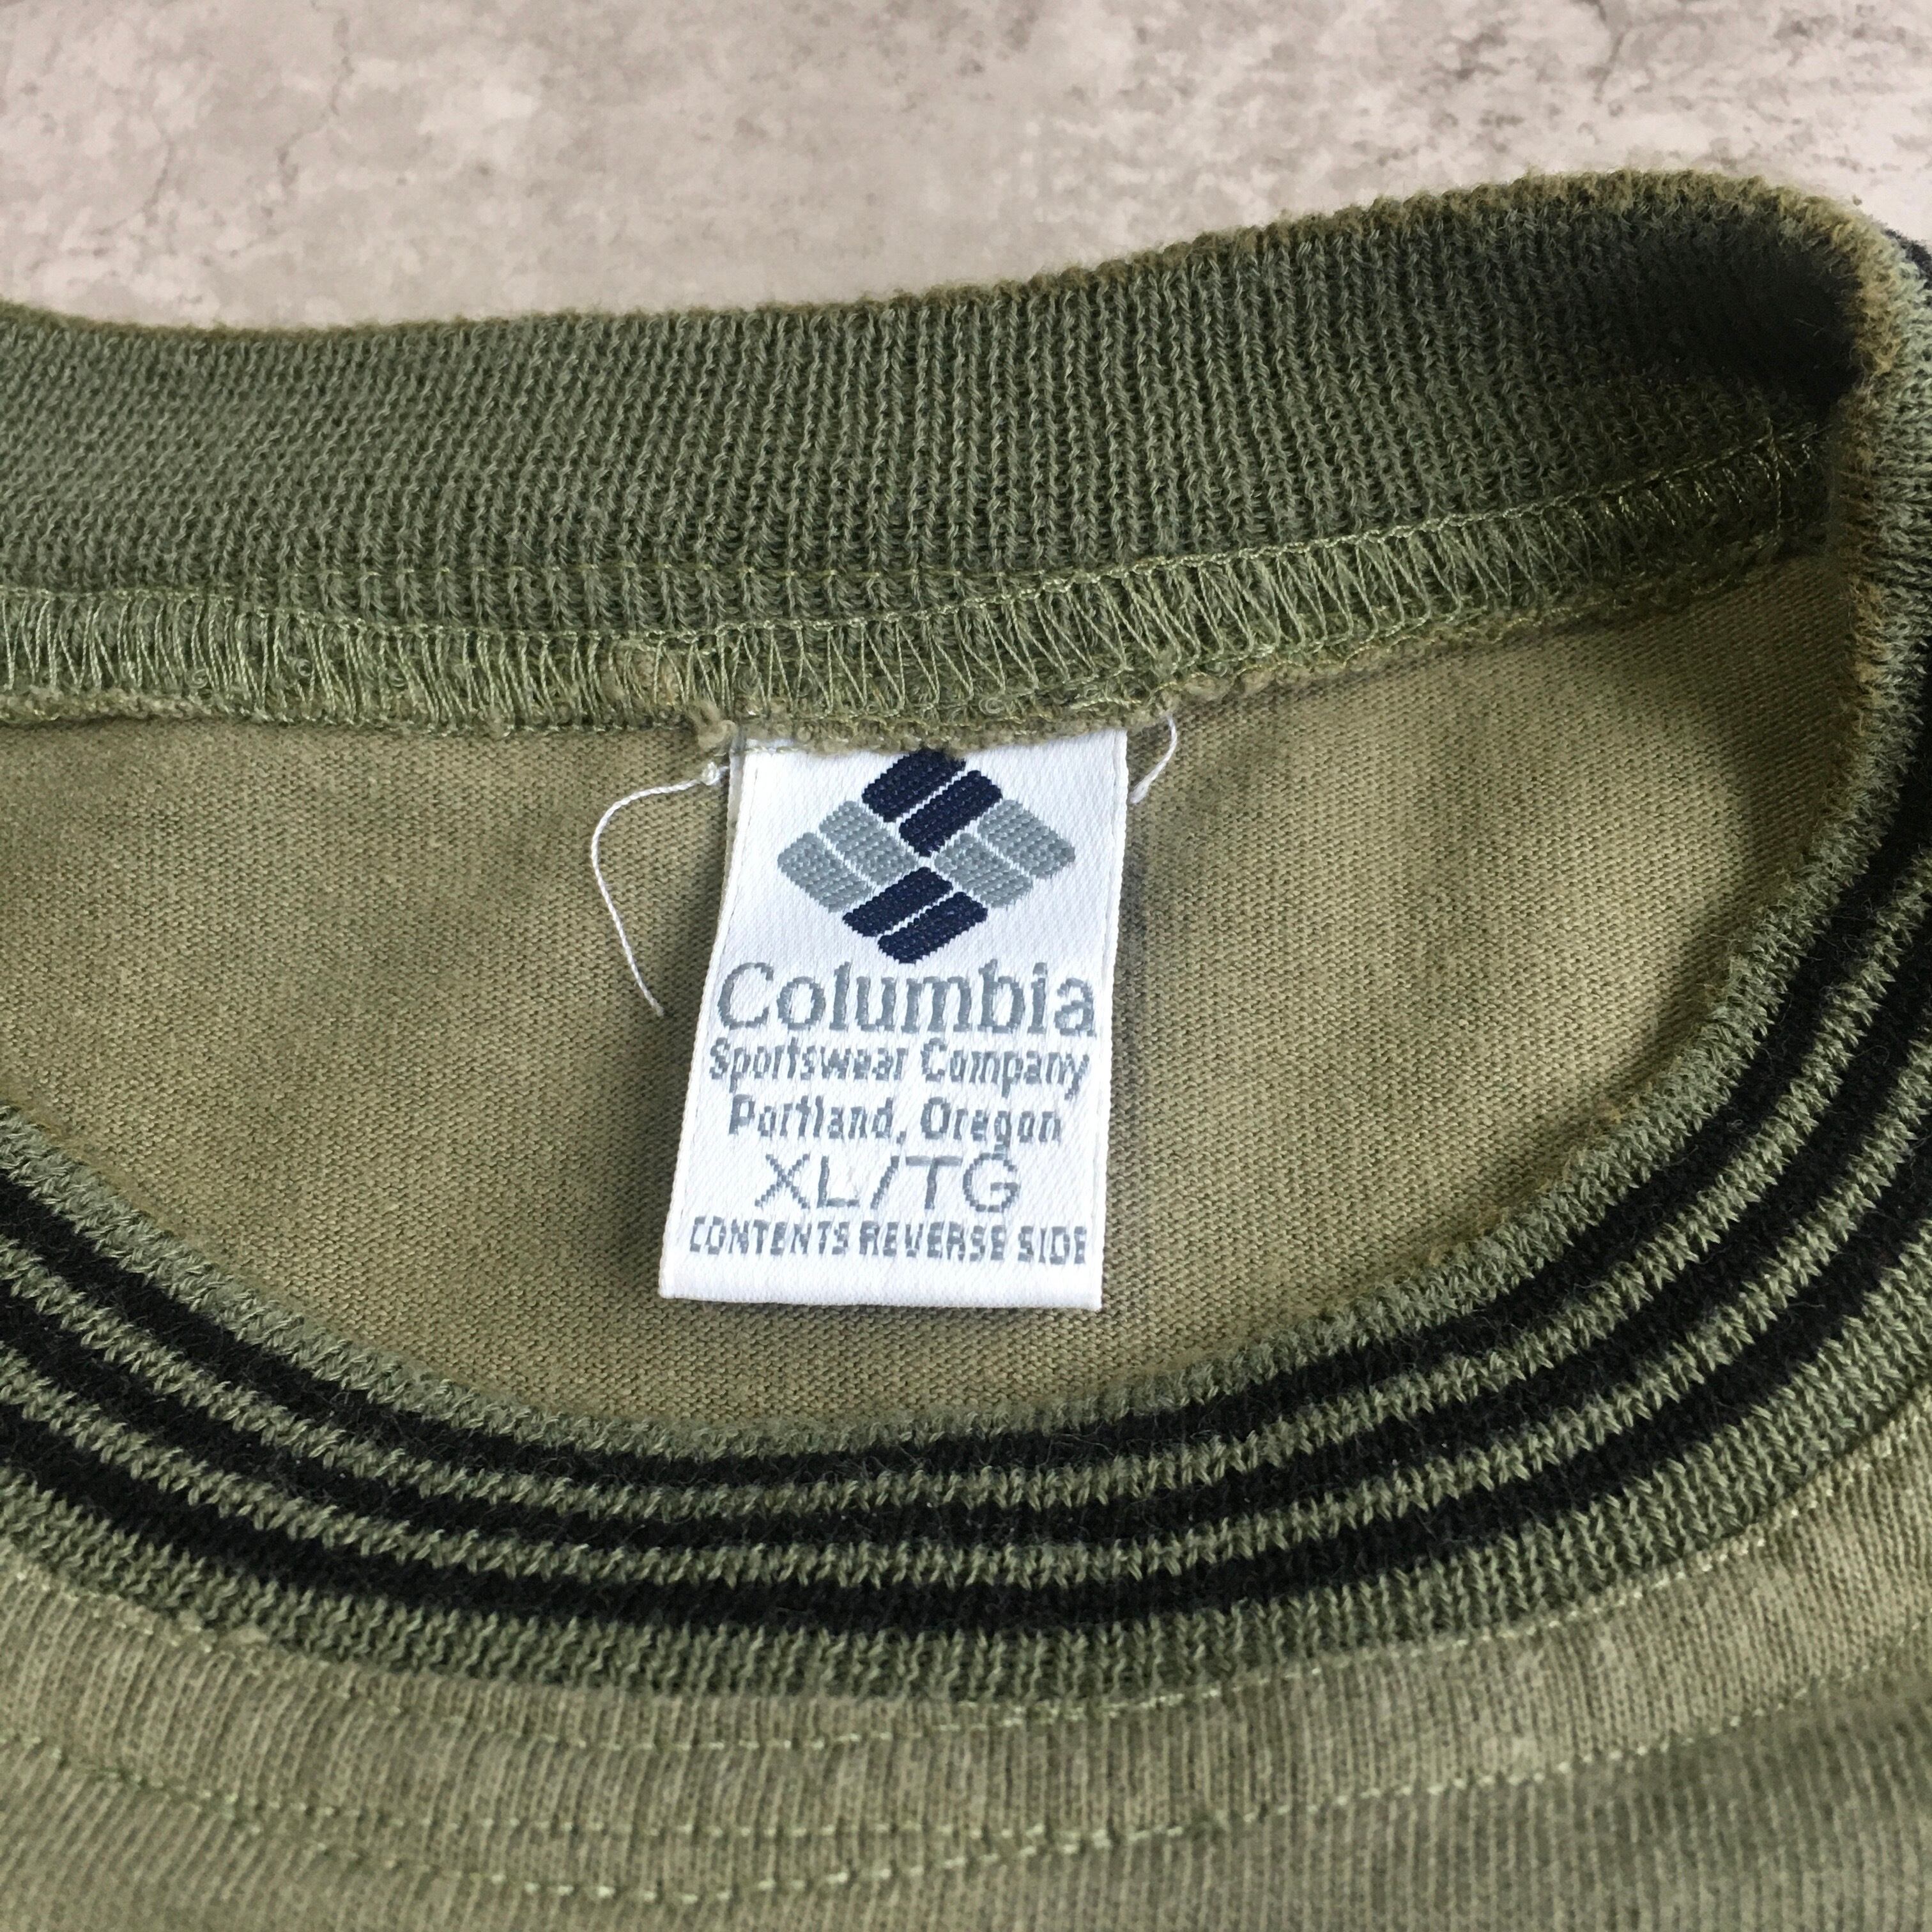 Columbia
Sportswear Company
Portland, Oregon
XL/TG
CONTENTS REVERSE SIDE